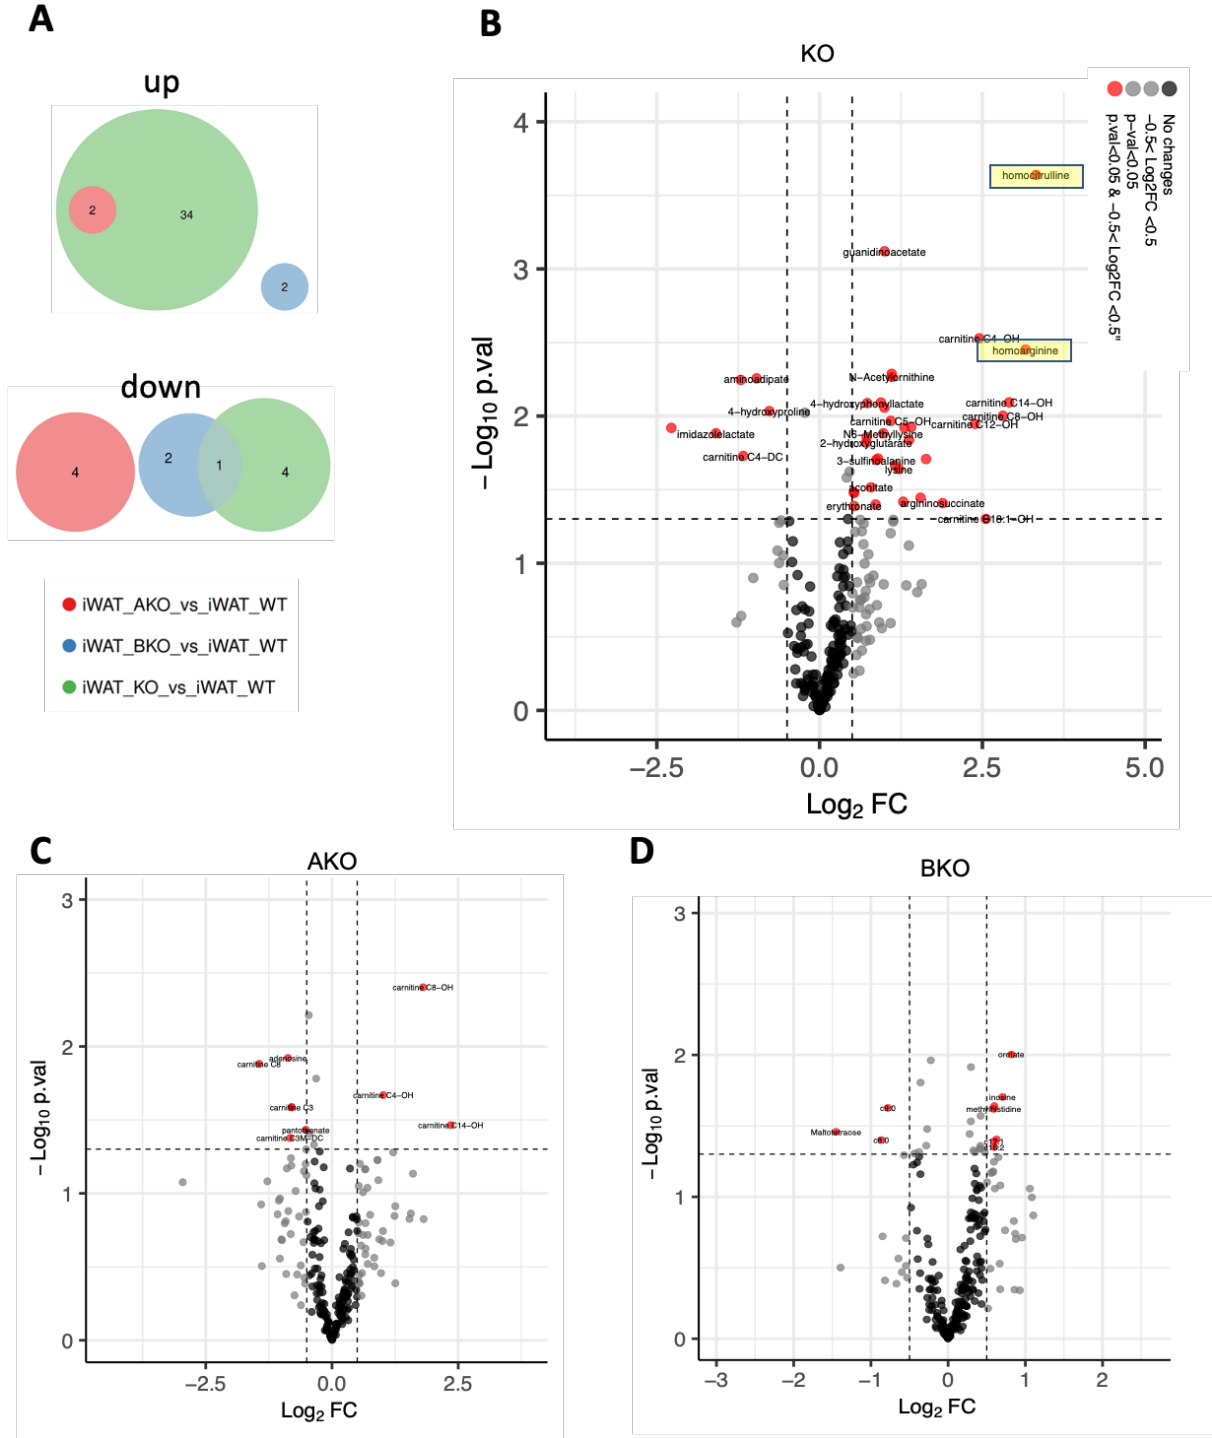 A
up
2
34
2
down
4
2
1
4
iWAT_AKO_vs_iWAT_WT
iWAT_BKO_vs_iWAT_WT
iWAT_KO_vs_iWAT_WT
B
KO
No changes
−0.5< Log2FC <0.5
p−val<0.05
p.val<0.05 & −0.5< Log2FC <0.5"
homocitrulline
guanidinoacetate
carnitine C4−OH
homoarginine
aminoadipate
N−Acetylornithine
4−hydroxyproline
4−hydroxyphenyllactate
carnitine C14−OH
carnitine C8−OH
carnitine C5−OH
carnitine C12−OH
imidazolelactate
N6−Methyllysine
2−hydroxyglutarate
carnitine C4−DC
3−sulfinoalanine
lysine
aconitate
erythronate
argininosuccinate
4
3
2
1
0
−2.5
0.0
2.5
5.0
Log2 FC
− Log10 p.val
C
AKO
carnitine C8−OH
adenosine
carnitine C8
carnitine C4−OH
carnitine C3
carnitine C14−OH
pantothenate
carnitine C3M−DC
3
2
1
0
−2.5
0.0
2.5
Log2 FC
− Log10 p.val
D
BKO
orotate
inosine
c9:0
methylhistidine
Maltotetraose
c8:0
3
2
1
0
−3
−2
−1
0
1
2
Log2 FC
− Log10 p.val